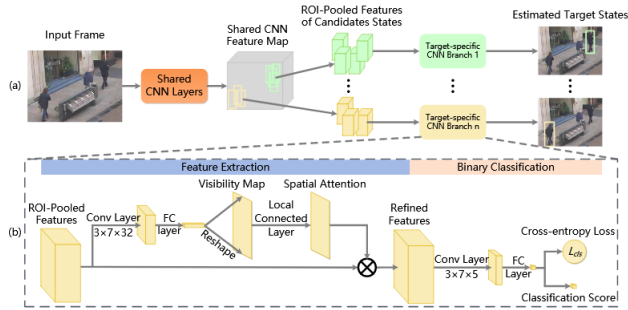 Input Frame
Shared CNN
Feature Map
ROI-Pooled Features
of Candidates States
Estimated Target States
(a)
Shared
CNN Layers
Target-specific
CNN Branch 1
Target-specific
CNN Branch n
Feature Extraction
Binary Classification
(b)
ROI-Pooled
Features
Conv Layer
3×7×32
FC
layer
Reshape
Visibility Map
Local
Connected
Layer
Spatial Attention
Refined
Features
Conv Layer
3×7×5
FC
Layer
Cross-entropy Loss
Lcls
Classification Score